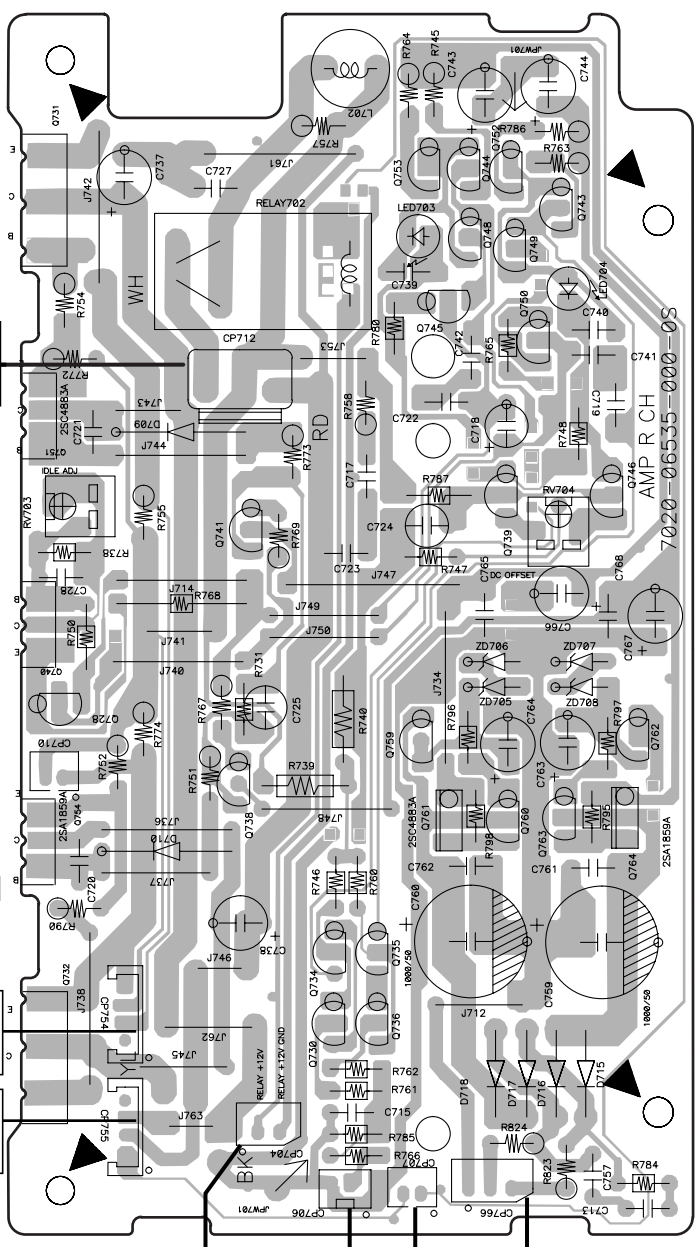 R764
R745
C743
JPW701
C744
L702
Q731
R757
Q752
R786
R763
E
C
B
J742
C737
C727
J761
Q753
Q744
Q743
RELAY702
LED703
Q748
Q749
WH
C739
LED704
R754
Q750
R780
Q745
C742
R765
C740
C741
CP712
J753
R772
2SC4883A
J743
R758
C722
C719
C
C721
D709
J744
RD
C718
R748
B
Q751
R773
C717
AMP R CH
7020-06535-000-0S
IDLE ADJ
RV703
R787
RV704
Q746
R755
Q741
R769
C724
Q739
R738
C723
R747
C765
DC OFFSET
C768
C728
J747
B
J714
R768
C
R750
J749
C766
J741
J750
C767
E
Q740
J740
R731
ZD706
ZD707
J734
ZD705
ZD708
Q728
R767
C725
R740
R796
C764
R797
R774
Q759
Q762
CP710
R752
R751
R739
C763
E
Q754
2SA1859A
Q738
2SC4883A
Q761
Q760
R798
Q763
R795
J736
J748
C
D710
Q764
2SA1859A
B
C720
J737
R746
R760
C762
C761
C760
R790
C738
Q735
J746
Q734
1000/50
Q732
J738
C759
E
CP754
J712
1000/50
Q730
Q736
J762
C
J745
Y
RELAY +12V
RELAY +12V GND
R762
D718
D717
D716
D715
R761
C715
CP755
J763
R785
R824
R766
CP707
BK
CP704
JPW701
CP706
CP766
R823
C757
R784
C713